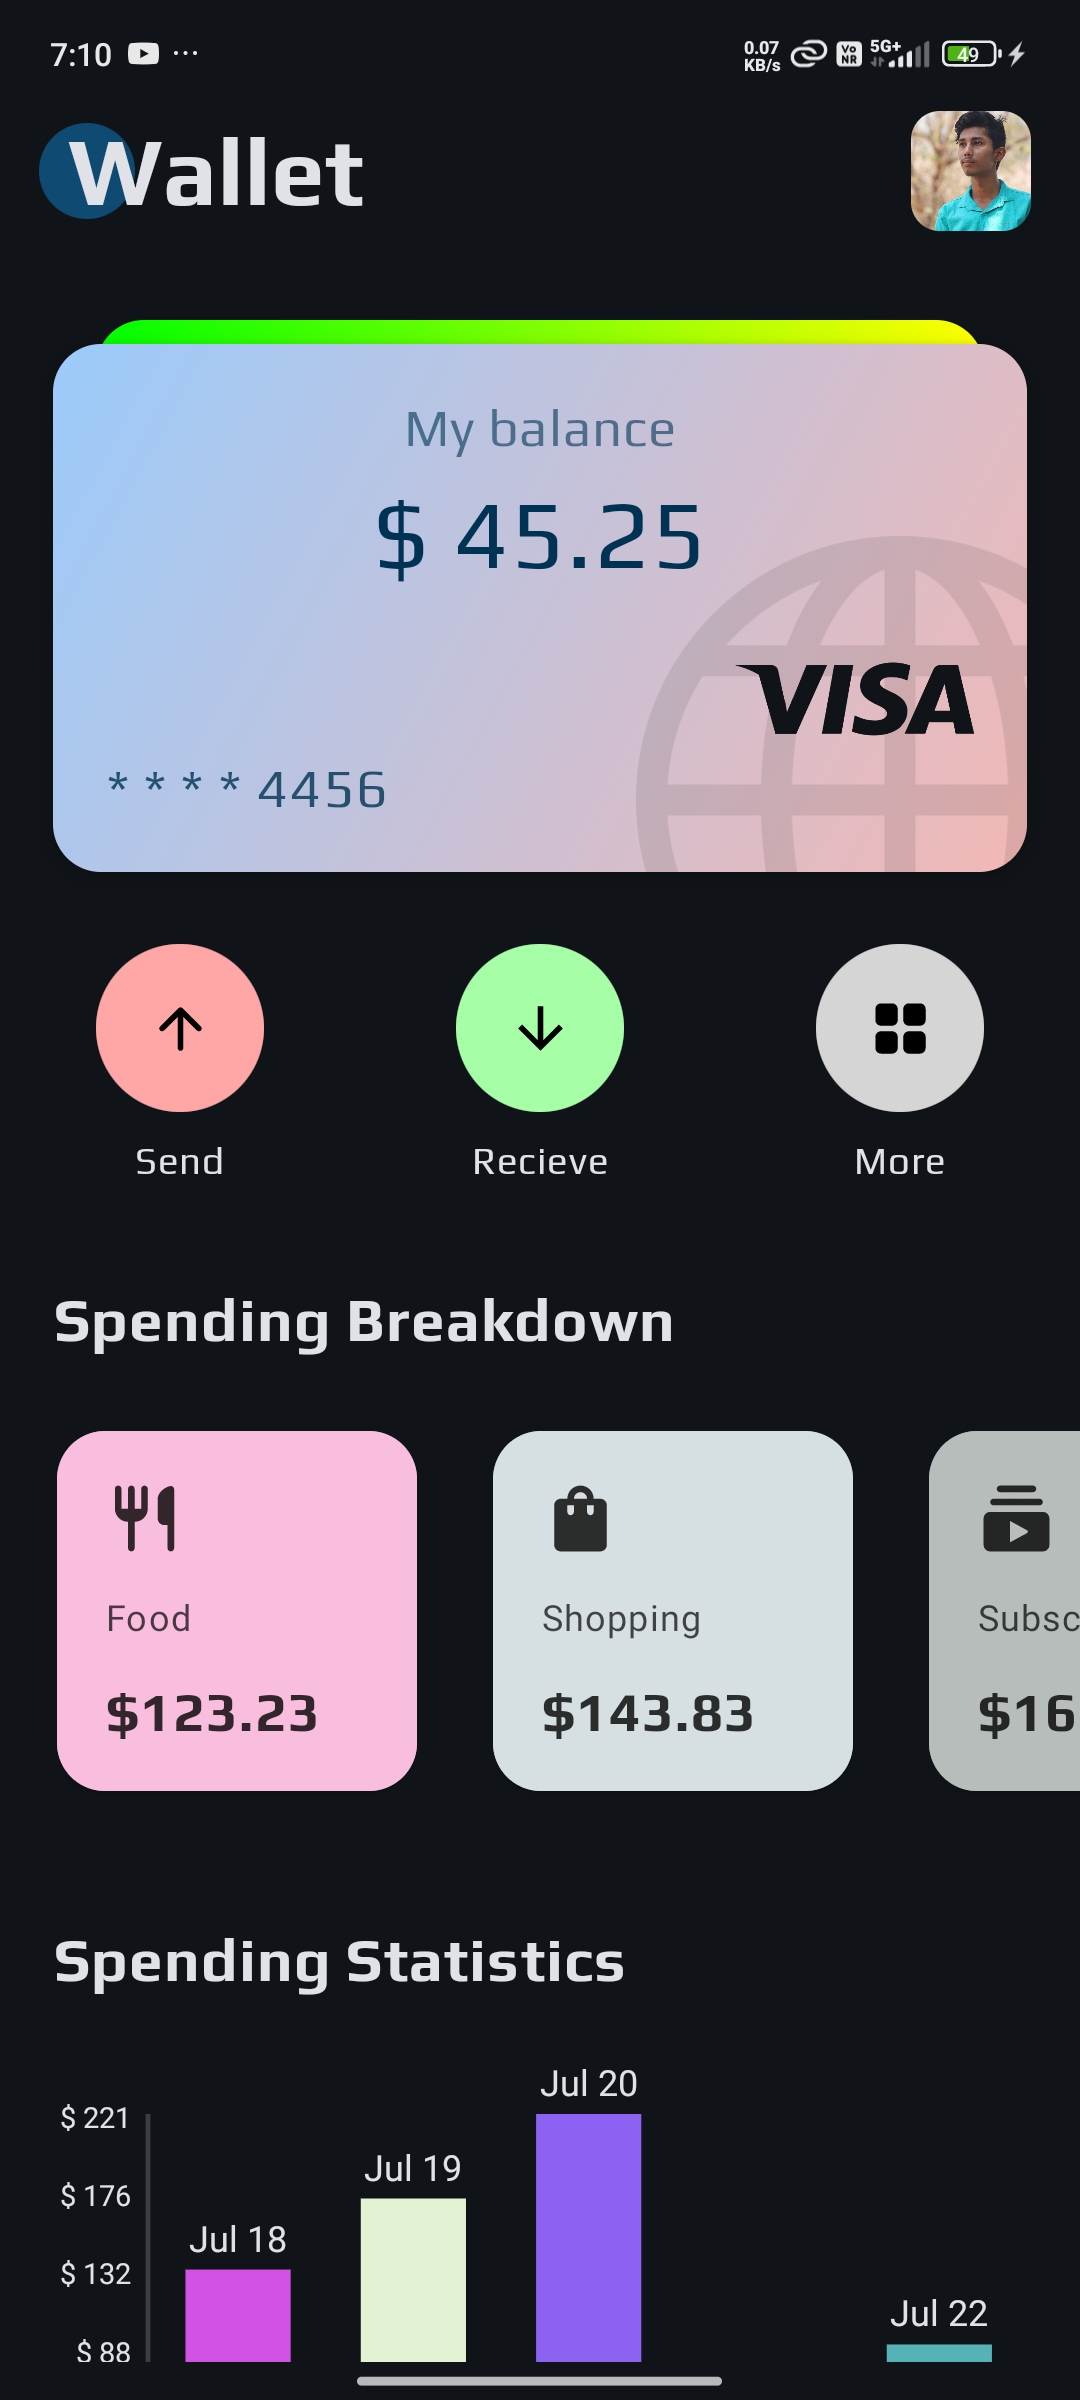 7:10
0.07
KB/s
Vo
NR
5G+
49
Wallet
My balance
$ 45.25
VISA
* * * * 4456
Send
Recieve
More
Spending Breakdown
Food
Shopping
Subsc
$123.23
$143.83
$16
Spending Statistics
Jul 20
$ 221
Jul 19
$ 176
Jul 18
$ 132
Jul 22
$ 88